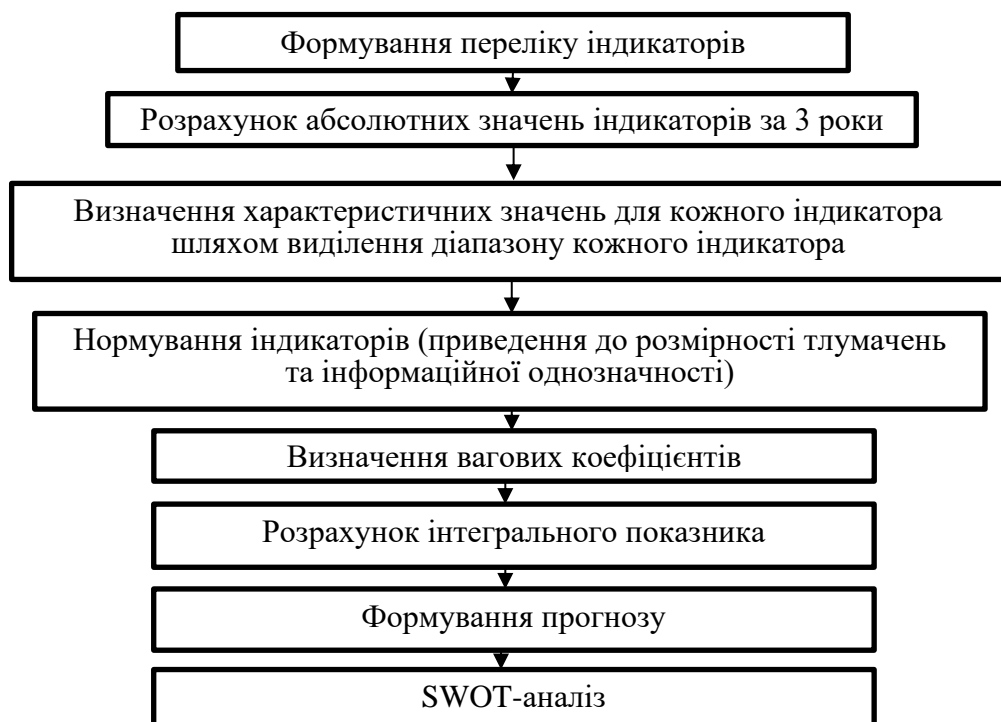 Формування переліку індикаторів
Розрахунок абсолютних значень індикаторів за 3 роки
Визначення характеристичних значень для кожного індикатора
шляхом виділення діапазону кожного індикатора
Нормування індикаторів (приведення до розмірності тлумачень
та інформаційної однозначності)
Визначення вагових коефіцієнтів
Розрахунок інтегрального показника
Формування прогнозу
SWOT-аналіз